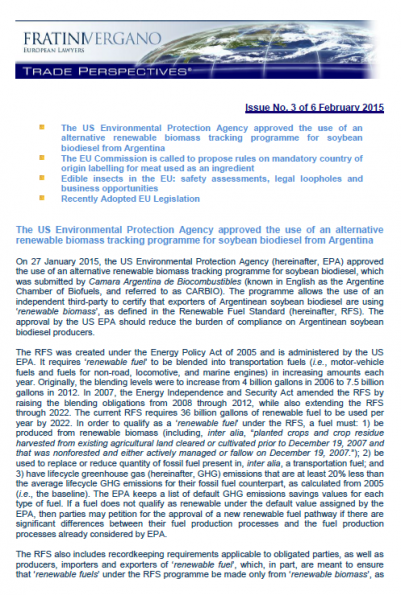 FRATINIVERGANO
EUROPEAN LAWYERS
TRADE PERSPECTIVES®
Issue No. 3 of 6 February 2015
The US Environmental Protection Agency approved the use of an
alternative renewable biomass tracking programme for soybean
biodiesel from Argentina
The EU Commission is called to propose rules on mandatory country of
origin labelling for meat used as an ingredient
Edible insects in the EU: safety assessments, legal loopholes and
business opportunities
Recently Adopted EU Legislation
The US Environmental Protection Agency approved the use of an alternative
renewable biomass tracking programme for soybean biodiesel from Argentina
On 27 January 2015, the US Environmental Protection Agency (hereinafter, EPA) approved
the use of an alternative renewable biomass tracking programme for soybean biodiesel, which
was submitted by Camara Argentina de Biocombustibles (known in English as the Argentine
Chamber of Biofuels, and referred to as CARBIO). The programme allows the use of an
independent third-party to certify that exporters of Argentinean soybean biodiesel are using
‘renewable biomass’, as defined in the Renewable Fuel Standard (hereinafter, RFS). The
approval by the US EPA should reduce the burden of compliance on Argentinean soybean
biodiesel producers.
The RFS was created under the Energy Policy Act of 2005 and is administered by the US
EPA. It requires ‘renewable fuel’ to be blended into transportation fuels (i.e., motor-vehicle
fuels and fuels for non-road, locomotive, and marine engines) in increasing amounts each
year. Originally, the blending levels were to increase from 4 billion gallons in 2006 to 7.5 billion
gallons in 2012. In 2007, the Energy Independence and Security Act amended the RFS by
raising the blending obligations from 2008 through 2012, while also extending the RFS
through 2022. The current RFS requires 36 billion gallons of renewable fuel to be used per
year by 2022. In order to qualify as a ‘renewable fuel’ under the RFS, a fuel must: 1) be
produced from renewable biomass (including, inter alia, “planted crops and crop residue
harvested from existing agricultural land cleared or cultivated prior to December 19, 2007 and
that was nonforested and either actively managed or fallow on December 19, 2007.”); 2) be
used to replace or reduce quantity of fossil fuel present in, inter alia, a transportation fuel; and
3) have lifecycle greenhouse gas (hereinafter, GHG) emissions that are at least 20% less than
the average lifecycle GHG emissions for their fossil fuel counterpart, as calculated from 2005
(i.e., the baseline). The EPA keeps a list of default GHG emissions savings values for each
type of fuel. If a fuel does not qualify as renewable under the default value assigned by the
EPA, then parties may petition for the approval of a new renewable fuel pathway if there are
significant differences between their fuel production processes and the fuel production
processes already considered by EPA.
The RFS also includes recordkeeping requirements applicable to obligated parties, as well as
producers, importers and exporters of ‘renewable fuel’, which, in part, are meant to ensure
that ‘renewable fuels’ under the RFS programme be made only from ‘renewable biomass’, as